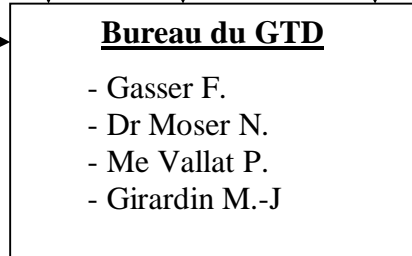 Bureau du GTD
- Gasser F.
- Dr Moser N.
- Me Vallat P.
- Girardin M.-J